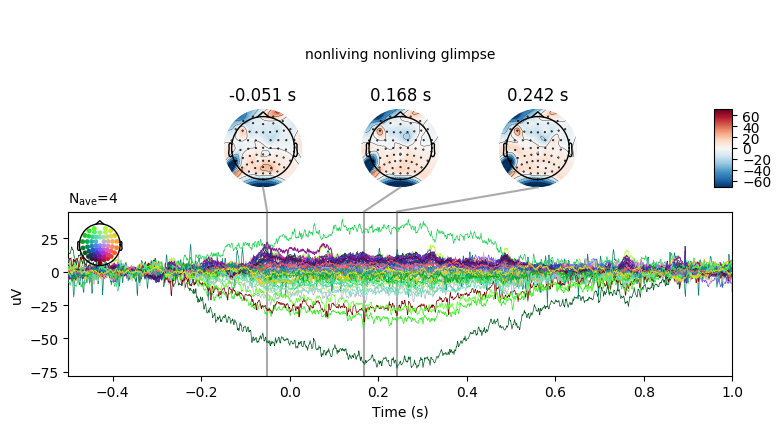 nonliving nonliving glimpse
-0.051 s 0.168 s 0.242 s
60
40
20
0
−20
−40
−60
Nave=4
25
0
−25
−50
−75
uV
−0.4 −0.2 0.0 0.2 0.4 0.6 0.8 1.0
Time (s)